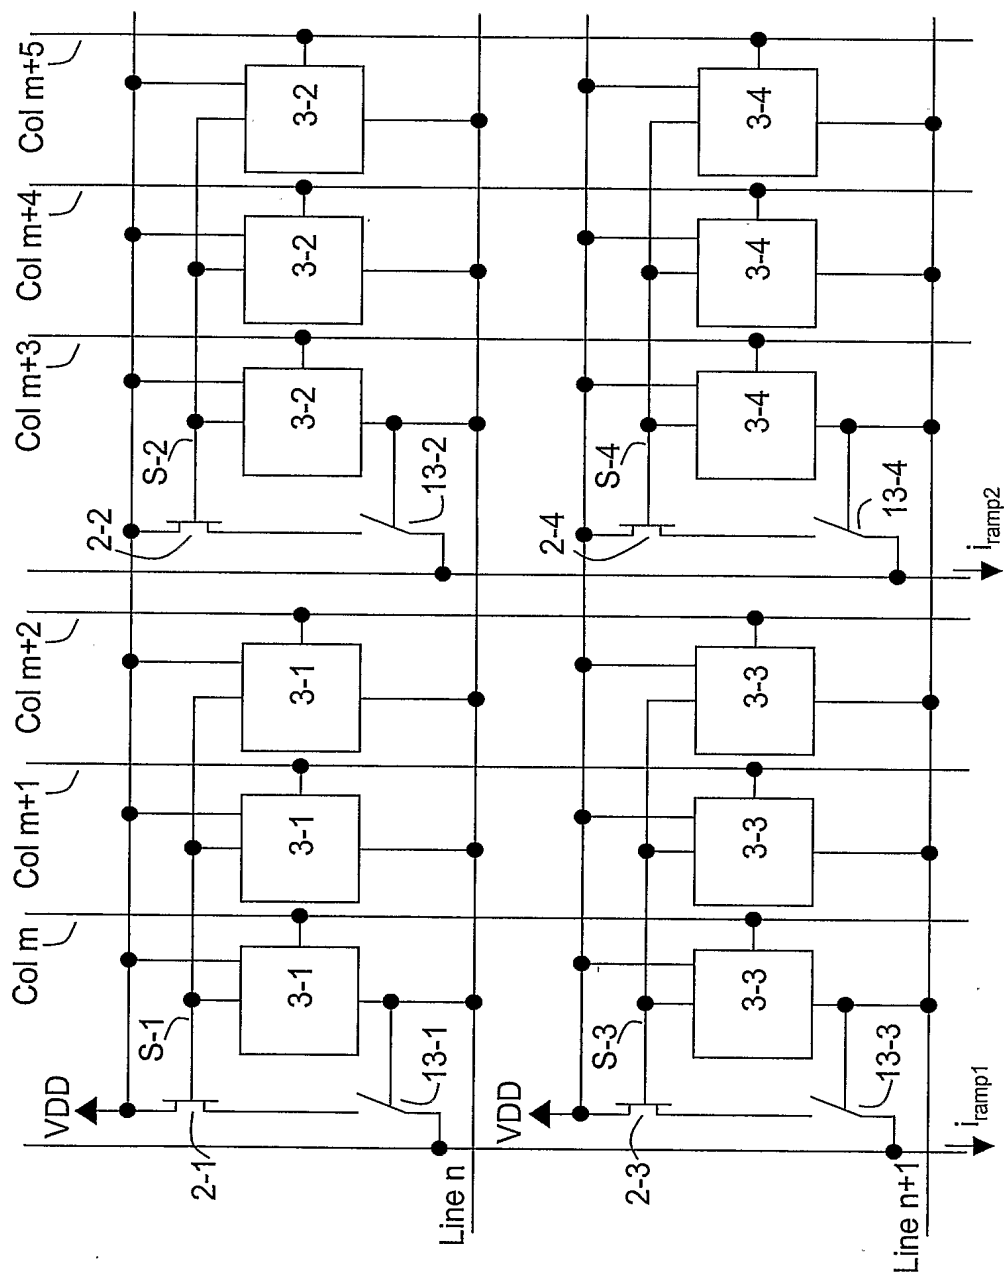 Col m
Col m+1
Col m+2
Col m+3
Col m+4
Col m+5
VDD
S-1
S-2
2-1
2-2
3-1
3-1
3-1
3-2
3-2
3-2
13-1
13-2
Line n
VDD
S-3
S-4
2-3
2-4
3-3
3-3
3-3
3-4
3-4
3-4
13-3
13-4
Line n+1
iramp1
iramp2